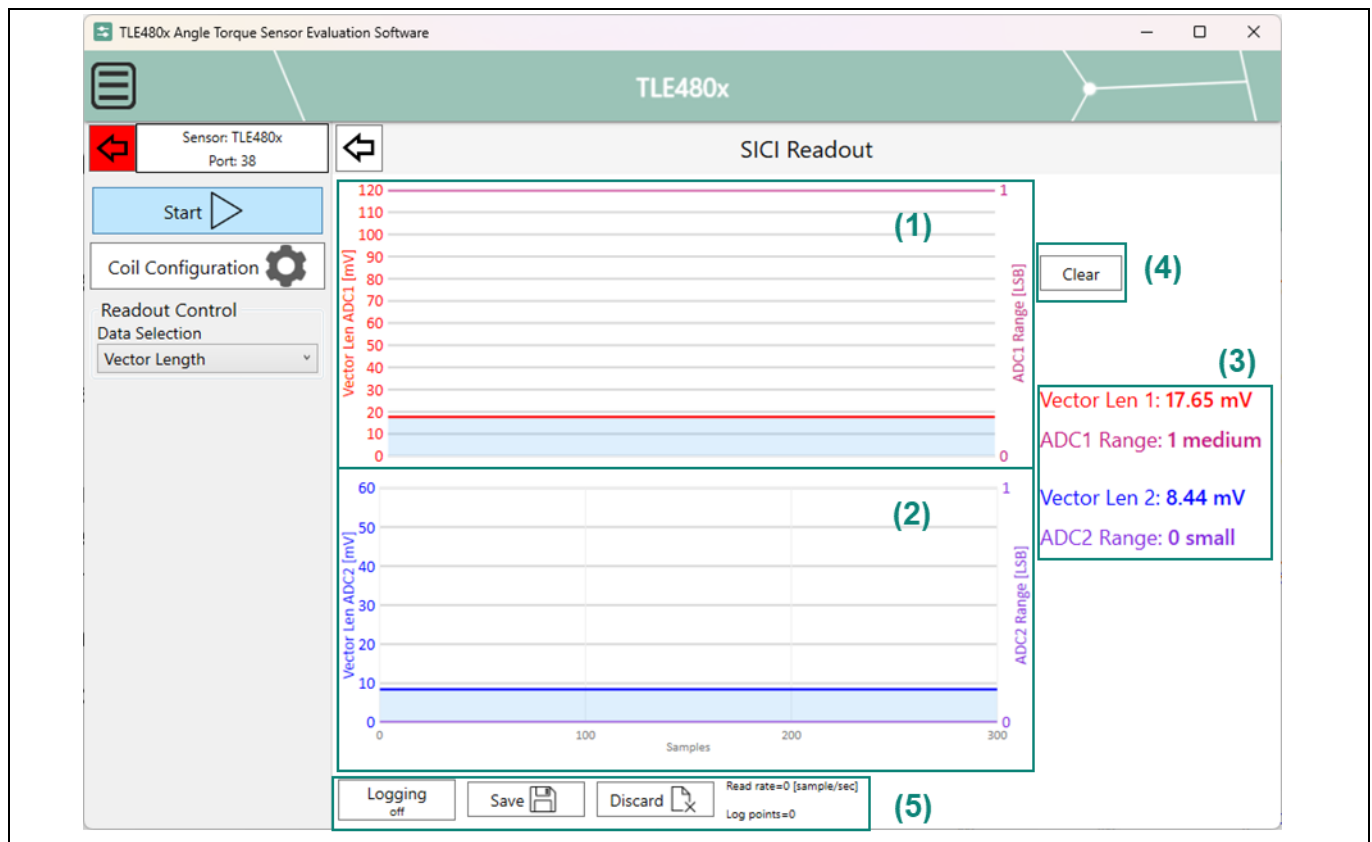 TLE480x Angle Torque Sensor Evaluation Software
TLE480x
Sensor: TLE480x
Port: 38
SICI Readout
Start
Coil Configuration
Readout Control
Data Selection
Vector Length
120
110
100
90
80
70
60
50
40
30
20
10
0
Vector Len ADC1 [mV]
1
0
ADC1 Range [LSB]
(1)
60
50
40
30
20
10
0
Vector Len ADC2 [mV]
1
0
ADC2 Range [LSB]
(2)
0
100
200
300
Samples
Clear
(4)
(3)
Vector Len 1: 17.65 mV
ADC1 Range: 1 medium
Vector Len 2: 8.44 mV
ADC2 Range: 0 small
Logging
off
Save
Discard
Read rate=0 [sample/sec]
Log points=0
(5)